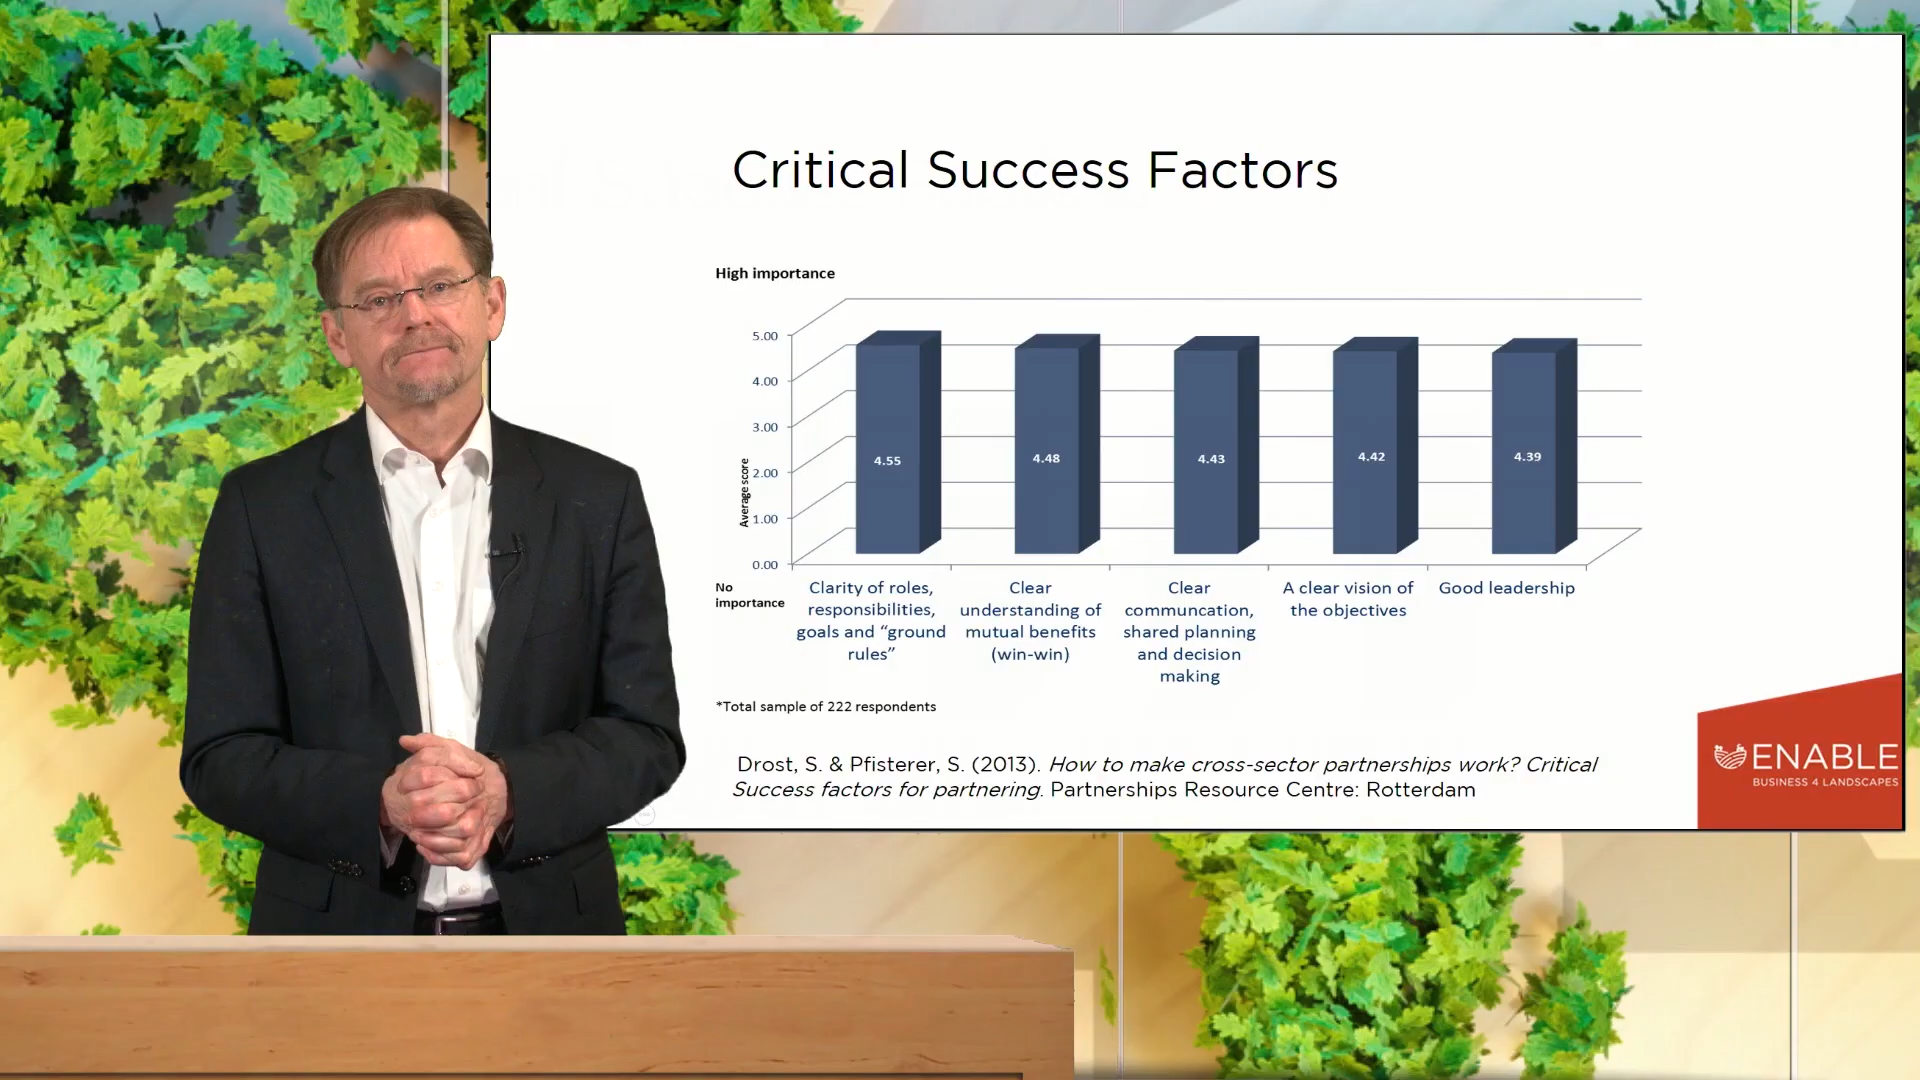 Critical Success Factors
High importance
5.00
4.00
3.00
2.00
1.00
0.00
Average score
4.55
4.48
4.43
4.42
4.39
No
importance
Clarity of roles,
responsibilities,
goals and “ground
rules”
Clear
understanding of
mutual benefits
(win-win)
Clear
communcation,
shared planning
and decision
making
A clear vision of
the objectives
Good leadership
*Total sample of 222 respondents
Drost, S. & Pfisterer, S. (2013). How to make cross-sector partnerships work? Critical
Success factors for partnering. Partnerships Resource Centre: Rotterdam
ENABLE
BUSINESS 4 LANDSCAPES